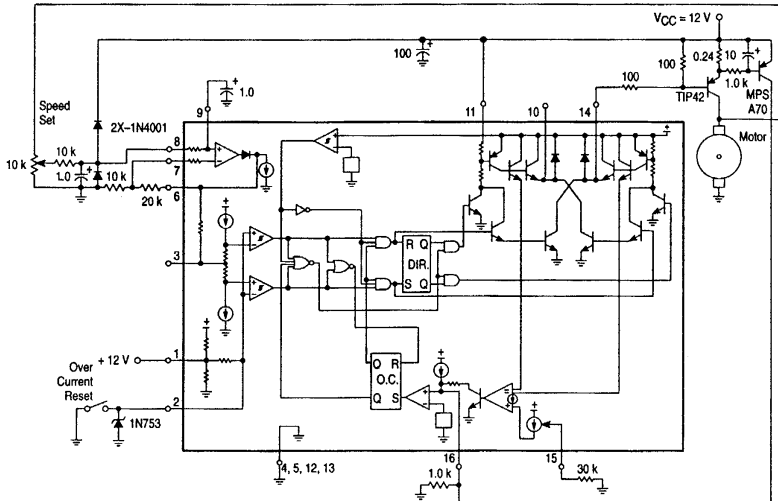 VCC = 12 V
100
0.24
10
1.0 k
100
100
TIP42
MPS
A70
Motor
1.0
9
11
10
14
Speed
Set
2X–1N4001
10 k
10 k
1.0
10 k
20 k
8
7
6
3
R Q
DIR.
S Q
+ 12 V
1
Over
Current
Reset
2
1N753
Q R
O.C.
Q S
4, 5, 12, 13
16
15
1.0 k
30 k